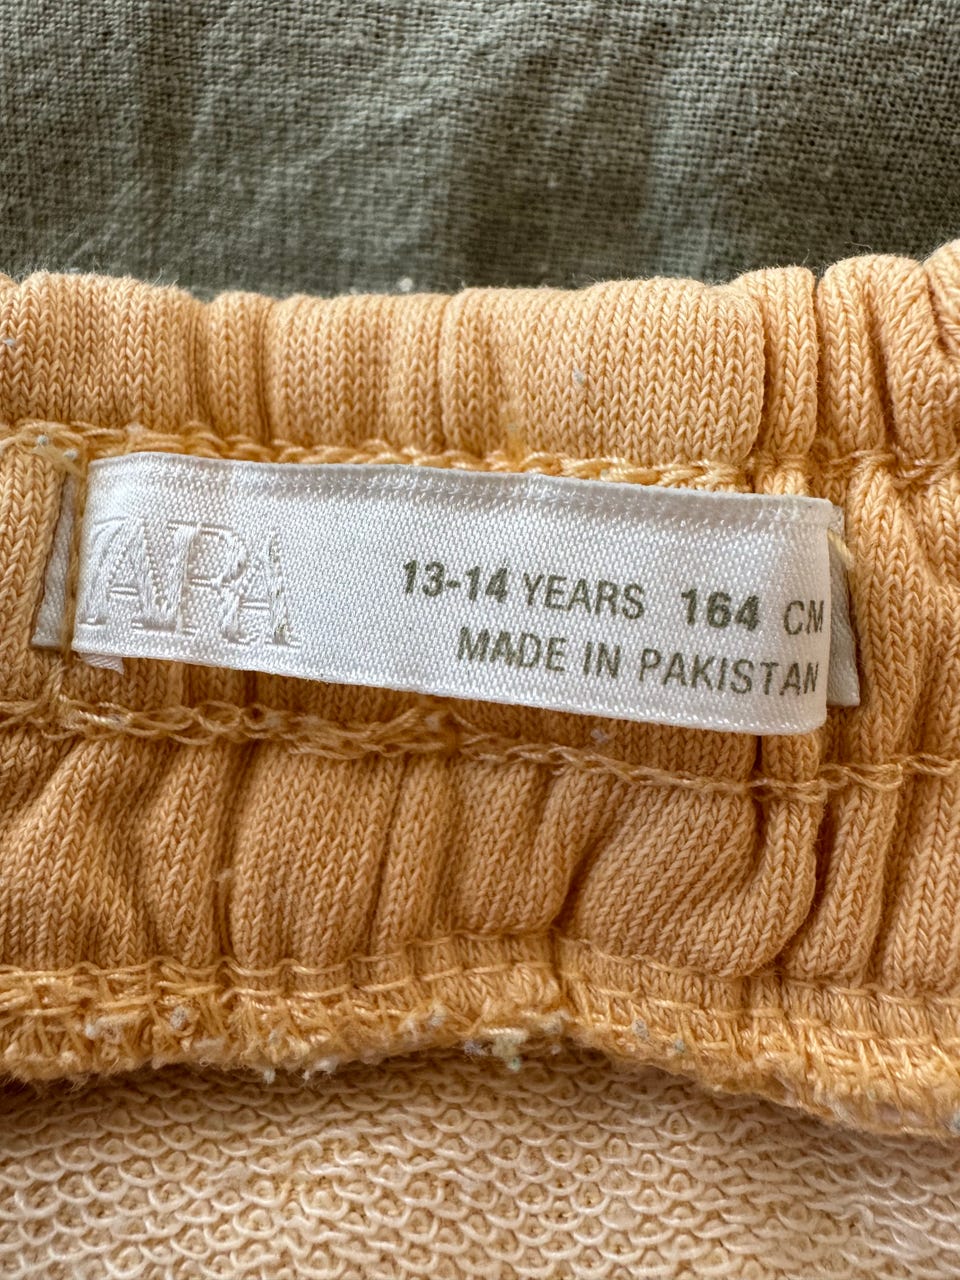 ZARA
13-14 YEARS 164 CM
MADE IN PAKISTAN